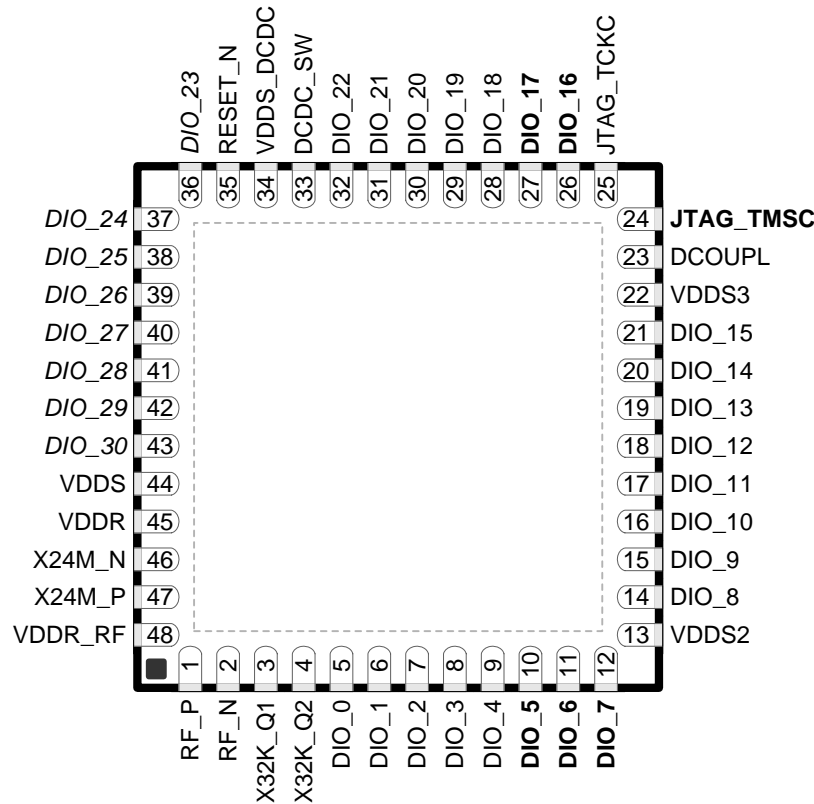 DIO_23
RESET_N
VDDS_DCDC
DCDC_SW
DIO_22
DIO_21
DIO_20
DIO_19
DIO_18
DIO_17
DIO_16
JTAG_TCKC
36
35
34
33
32
31
30
29
28
27
26
25
DIO_24 37
DIO_25 38
DIO_26 39
DIO_27 40
DIO_28 41
DIO_29 42
DIO_30 43
VDDS 44
VDDR 45
X24M_N 46
X24M_P 47
VDDR_RF 48
24 JTAG_TMSC
23 DCOUPL
22 VDDS3
21 DIO_15
20 DIO_14
19 DIO_13
18 DIO_12
17 DIO_11
16 DIO_10
15 DIO_9
14 DIO_8
13 VDDS2
1
2
3
4
5
6
7
8
9
10
11
12
RF_P
RF_N
X32K_Q1
X32K_Q2
DIO_0
DIO_1
DIO_2
DIO_3
DIO_4
DIO_5
DIO_6
DIO_7